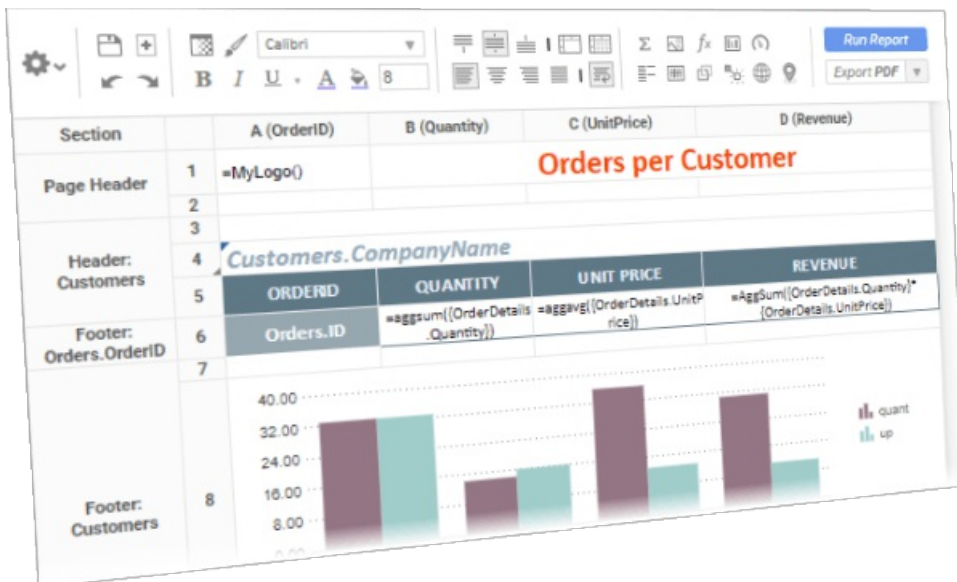 Calibri
Run Report
B I U A 8
Σ fx
Export PDF
Section A (OrderID) B (Quantity) C (UnitPrice) D (Revenue)
Page Header 1 =MyLogo() Orders per Customer
2
3
Header:
Customers
4 Customers.CompanyName
5 ORDERID QUANTITY UNIT PRICE REVENUE
Footer:
Orders.OrderID
6 Orders.ID
=aggsum({OrderDetails
.Quantity})
=aggavg({OrderDetails.UnitP
rice})
=AggSum({OrderDetails.Quantity}*
{OrderDetails.UnitPrice})
7
Footer:
Customers
8
40.00
32.00
24.00
16.00
8.00
0.00
quant
up